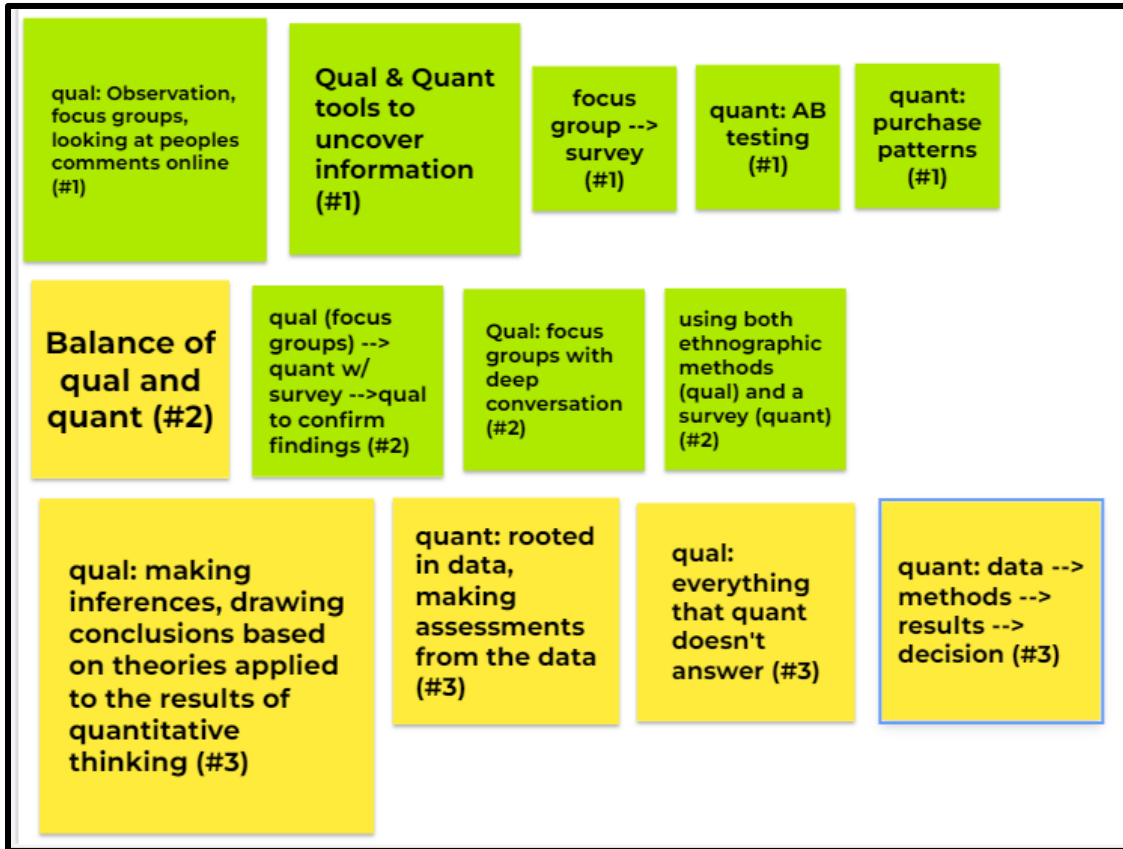 qual: Observation,
focus groups,
looking at peoples
comments online
(#1)
Qual & Quant
tools to
uncover
information
(#1)
focus
group -->
survey
(#1)
quant: AB
testing
(#1)
quant:
purchase
patterns
(#1)
Balance of
qual and
quant (#2)
qual (focus
groups) -->
quant w/
survey -->qual
to confirm
findings (#2)
Qual: focus
groups with
deep
conversation
(#2)
using both
ethnographic
methods
(qual) and a
survey (quant)
(#2)
qual: making
inferences, drawing
conclusions based
on theories applied
to the results of
quantitative
thinking (#3)
quant: rooted
in data,
making
assessments
from the data
(#3)
qual:
everything
that quant
doesn't
answer (#3)
quant: data -->
methods -->
results -->
decision (#3)